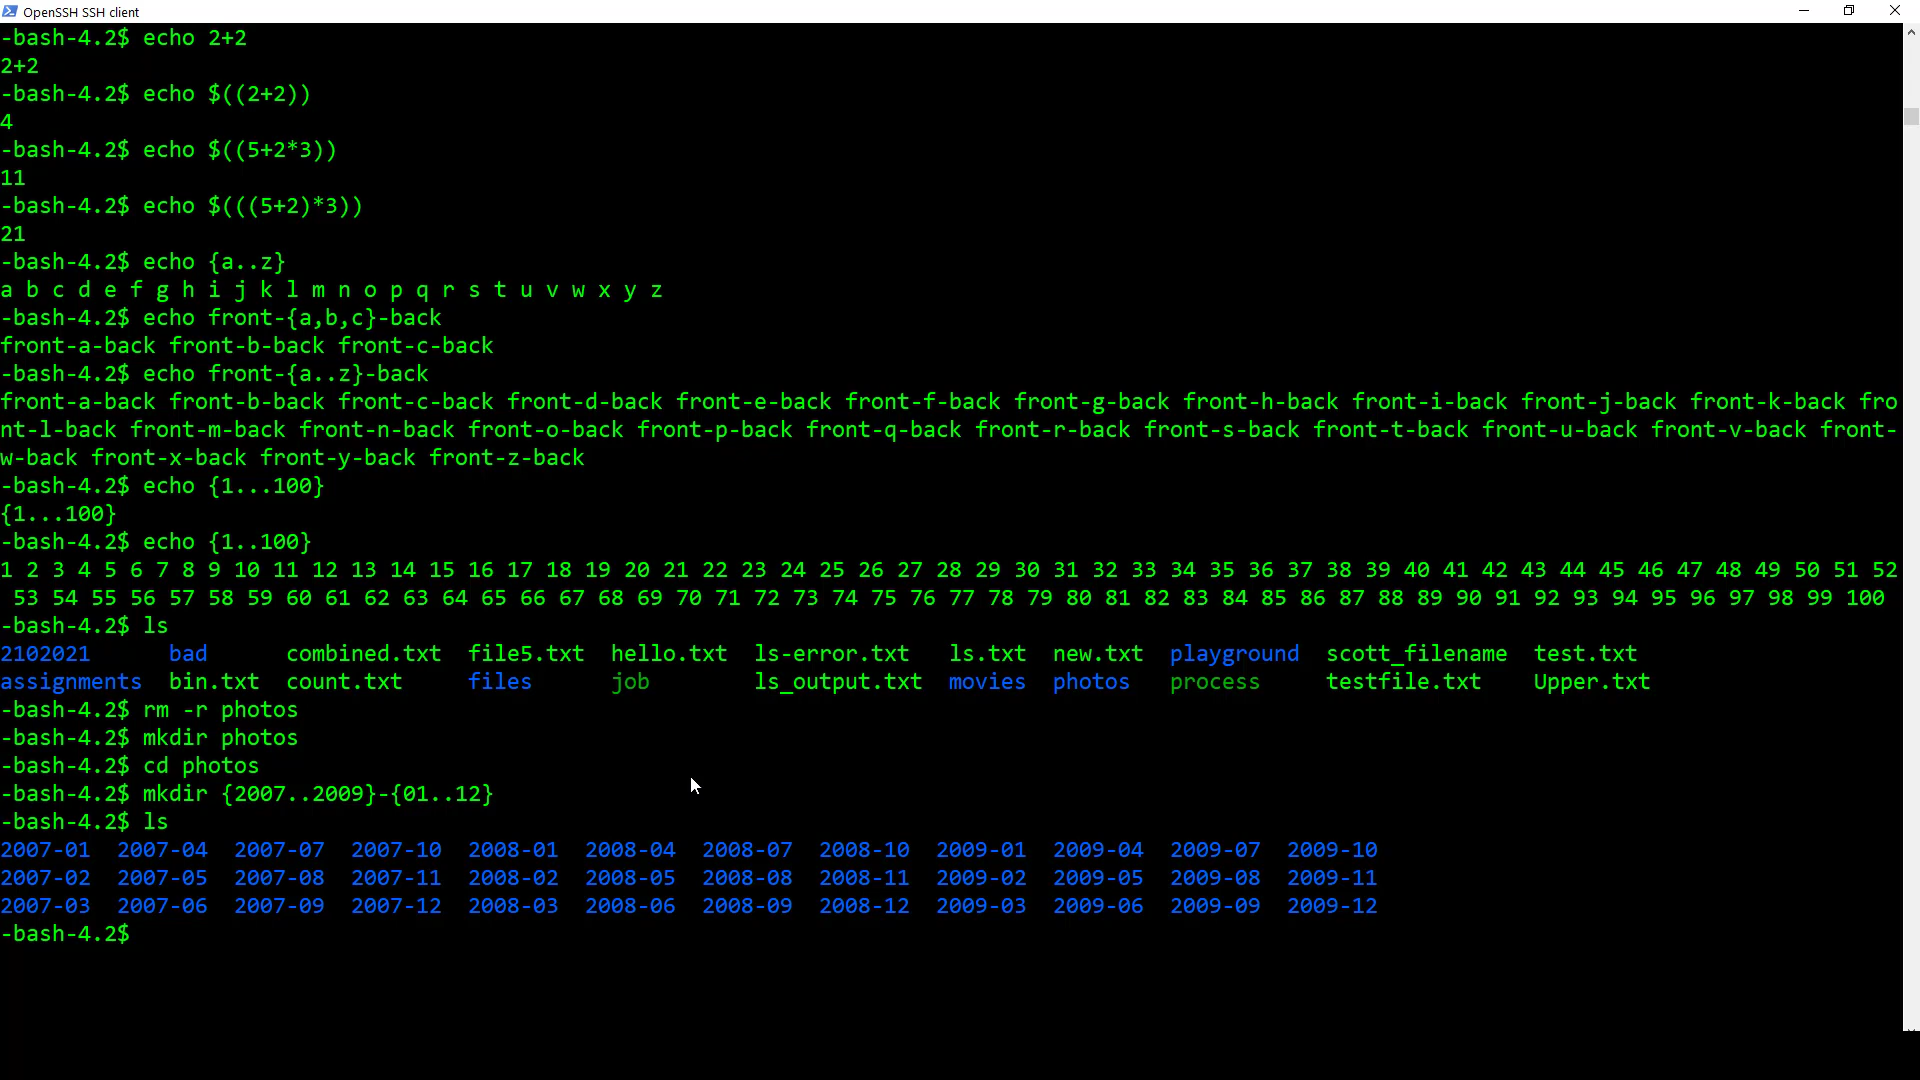 OpenSSH SSH client
-bash-4.2$ echo 2+2
2+2
-bash-4.2$ echo $((2+2))
4
-bash-4.2$ echo $((5+2*3))
11
-bash-4.2$ echo $(((5+2)*3))
21
-bash-4.2$ echo {a..z}
a b c d e f g h i j k l m n o p q r s t u v w x y z
-bash-4.2$ echo front-{a,b,c}-back
front-a-back front-b-back front-c-back
-bash-4.2$ echo front-{a..z}-back
front-a-back front-b-back front-c-back front-d-back front-e-back front-f-back front-g-back front-h-back front-i-back front-j-back front-k-back fro
nt-l-back front-m-back front-n-back front-o-back front-p-back front-q-back front-r-back front-s-back front-t-back front-u-back front-v-back front-
w-back front-x-back front-y-back front-z-back
-bash-4.2$ echo {1...100}
{1...100}
-bash-4.2$ echo {1..100}
1 2 3 4 5 6 7 8 9 10 11 12 13 14 15 16 17 18 19 20 21 22 23 24 25 26 27 28 29 30 31 32 33 34 35 36 37 38 39 40 41 42 43 44 45 46 47 48 49 50 51 52
 53 54 55 56 57 58 59 60 61 62 63 64 65 66 67 68 69 70 71 72 73 74 75 76 77 78 79 80 81 82 83 84 85 86 87 88 89 90 91 92 93 94 95 96 97 98 99 100
-bash-4.2$ ls
2102021      bad      combined.txt  file5.txt  hello.txt  ls-error.txt   ls.txt  new.txt  playground  scott_filename  test.txt
assignments  bin.txt  count.txt     files      job        ls_output.txt  movies  photos   process     testfile.txt    Upper.txt
-bash-4.2$ rm -r photos
-bash-4.2$ mkdir photos
-bash-4.2$ cd photos
-bash-4.2$ mkdir {2007..2009}-{01..12}
-bash-4.2$ ls
2007-01  2007-04  2007-07  2007-10  2008-01  2008-04  2008-07  2008-10  2009-01  2009-04  2009-07  2009-10
2007-02  2007-05  2007-08  2007-11  2008-02  2008-05  2008-08  2008-11  2009-02  2009-05  2009-08  2009-11
2007-03  2007-06  2007-09  2007-12  2008-03  2008-06  2008-09  2008-12  2009-03  2009-06  2009-09  2009-12
-bash-4.2$